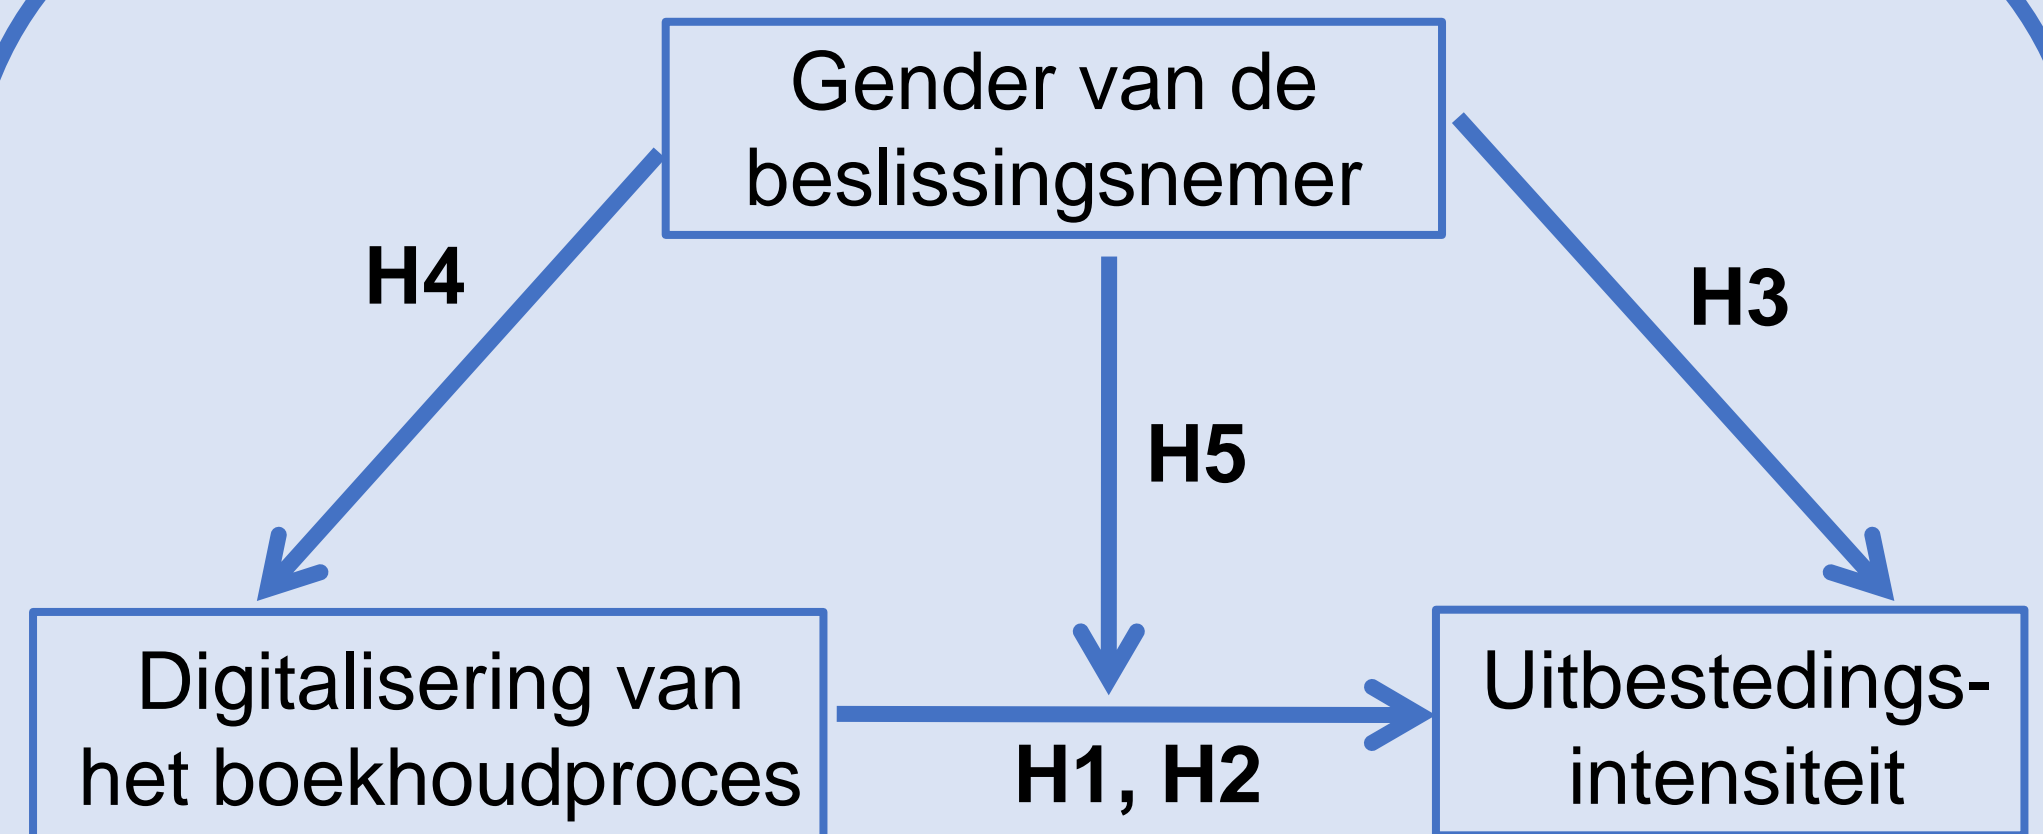 Gender van de
beslissingsnemer
H4
H3
H5
Digitalisering van
het boekhoudproces
H1, H2
Uitbestedings-
intensiteit